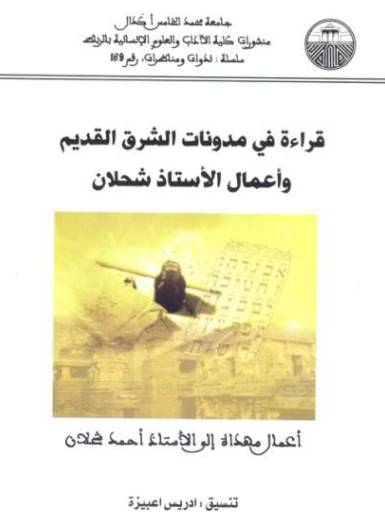 جامعة محمد الخامس أكدال
منشورات كلية الآداب والعلوم الإنسانية بالرباط
سلسلة : ندوات ومناظرات، رقم 169
قراءة في مدونات الشرق القديم
وأعمال الأستاذ شحلان
أعمال مهداة إلى الأستاذ أحمد شحلان
تنسيق : ادريس اعبيزة